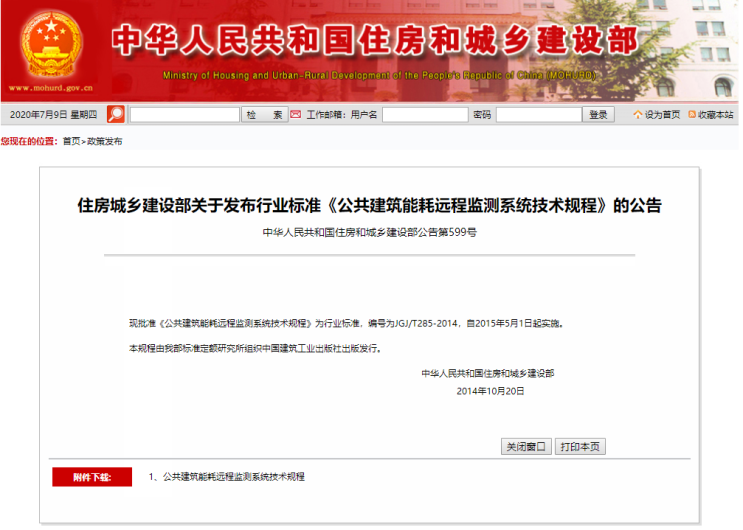 中华人民共和国住房和城乡建设部
Ministry of Housing and Urban-Rural Development of the People's Republic of China (MOHURD)
www.mohurd.gov.cn
2020年7月9日 星期四 检 索 工作邮箱：用户名 密码 登录 设为首页 收藏本站
您现在的位置：首页>政策发布
住房城乡建设部关于发布行业标准《公共建筑能耗远程监测系统技术规程》的公告
中华人民共和国住房和城乡建设部公告第599号
现批准《公共建筑能耗远程监测系统技术规程》为行业标准，编号为JGJ/T285-2014，自2015年5月1日起实施。
本规程由我部标准定额研究所组织中国建筑工业出版社出版发行。
中华人民共和国住房和城乡建设部
2014年10月20日
关闭窗口 打印本页
附件下载： 1、公共建筑能耗远程监测系统技术规程